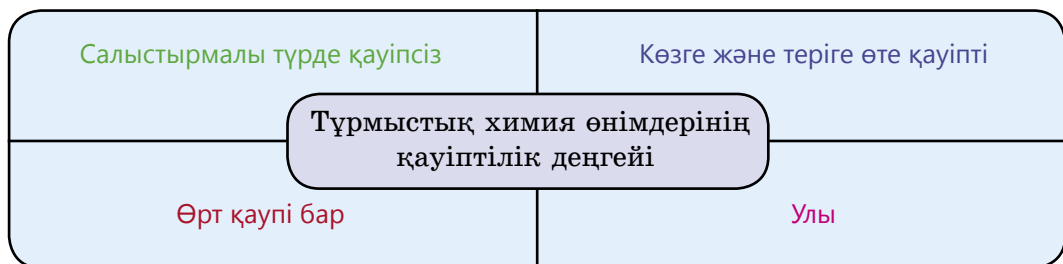 Салыстырмалы түрде қауіпсіз
Көзге және теріге өте қауіпті
Тұрмыстық химия өнімдерінің
қауіптілік деңгейі
Өрт қаупі бар
Улы